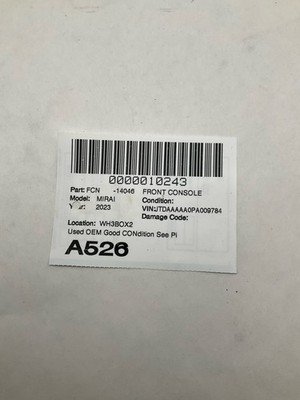 0000010243
Part: FCN -14046 FRONT CONSOLE
Model: MIRAI Condition:
Year: 2023 VIN:JTDAAAAA0PA009784
Damage Code:
Location: WH3BOX2
Used OEM Good CONdition See Pi
A526